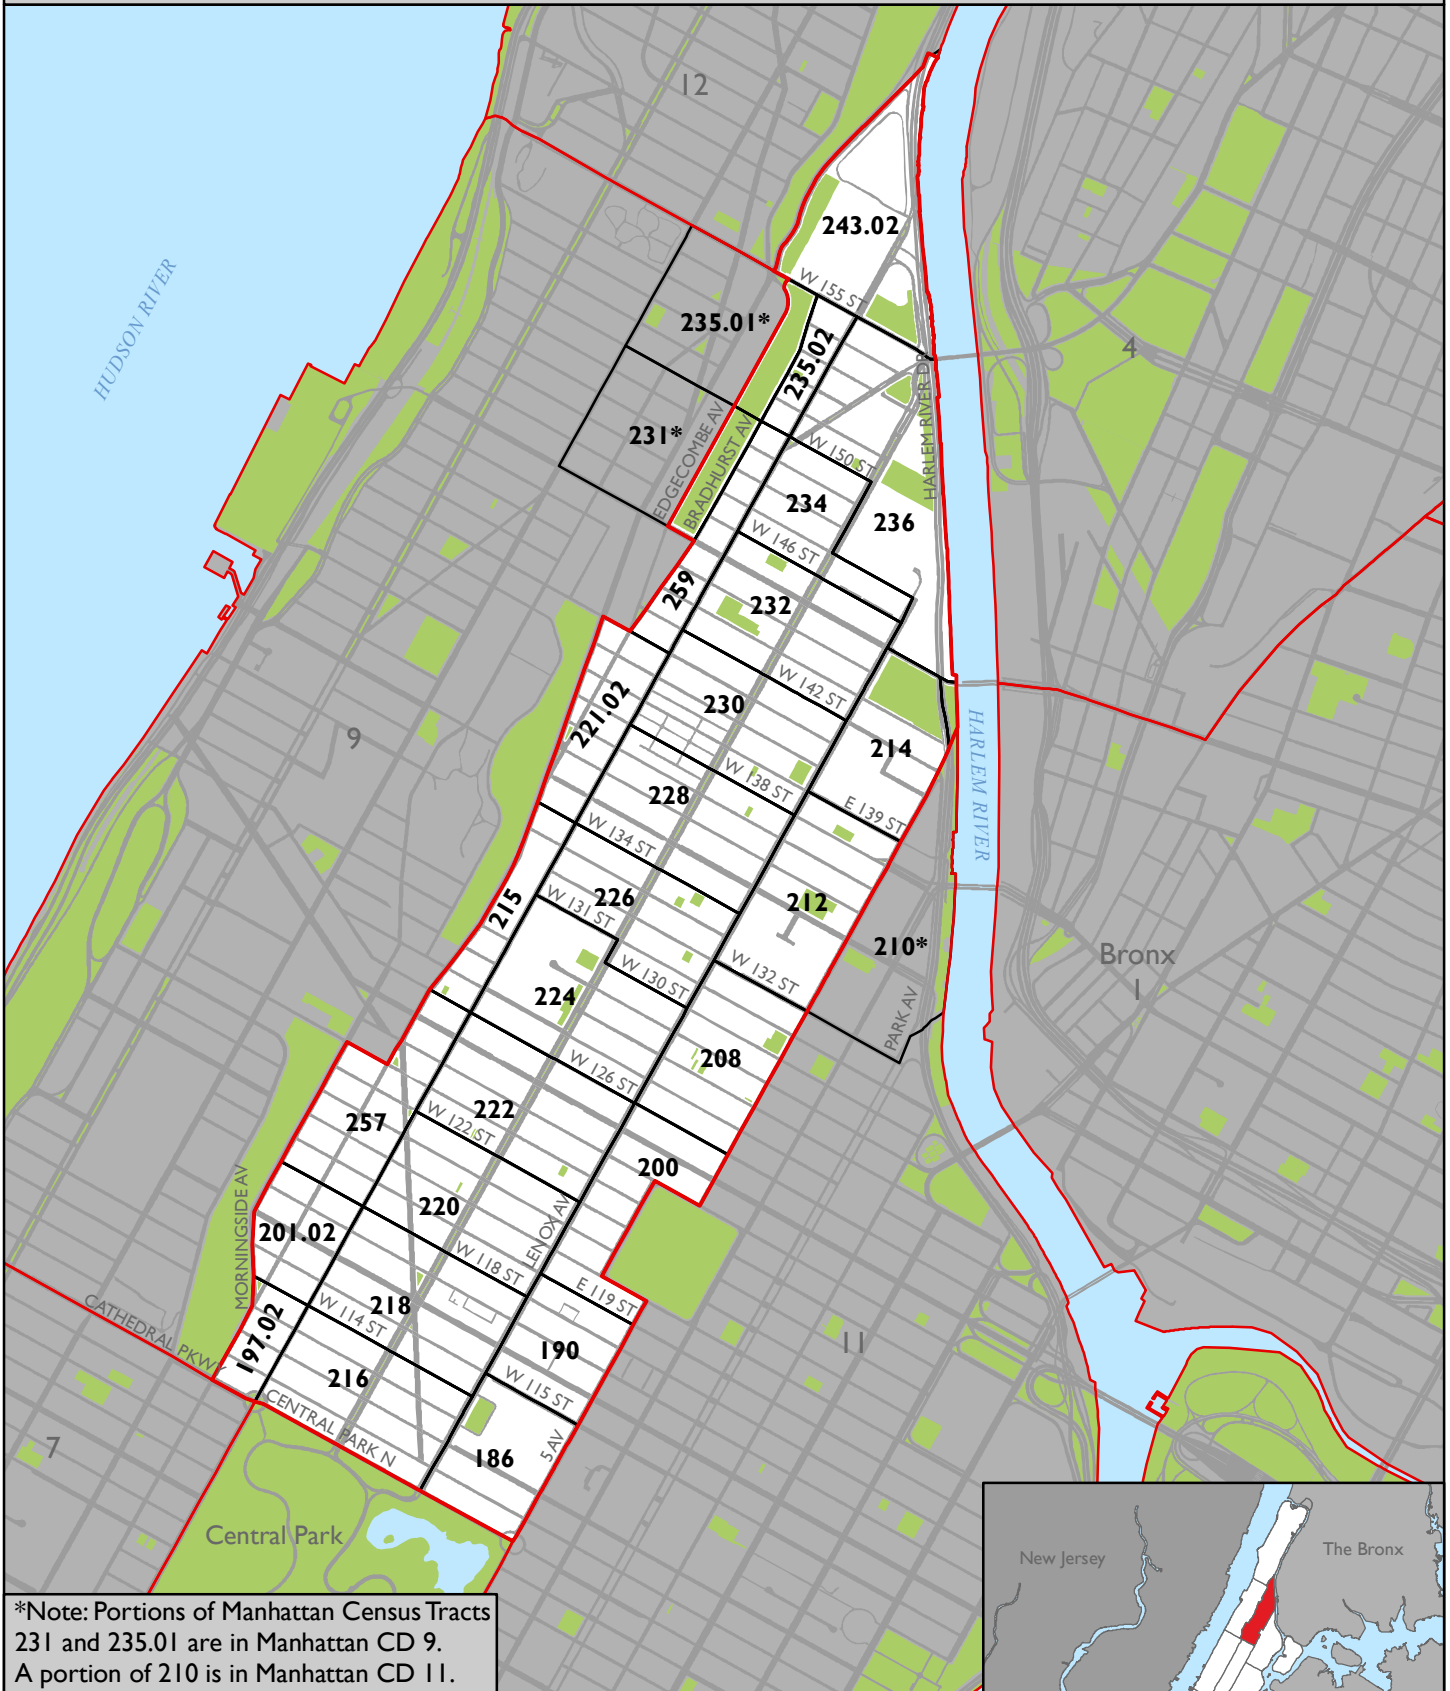 12
243.02
W 155 ST
235.01*
235.02
4
HUDSON RIVER
HARLEM RIVER DR
231*
EDGECOMBE AV
BRADHURST AV
W 150 ST
234
236
W 146 ST
259
232
W 142 ST
221.02
230
9
214
HARLEM RIVER
W 138 ST
228
E 139 ST
W 134 ST
226
212
215
W 131 ST
210*
Bronx
1
W 132 ST
W 130 ST
224
PARK AV
W 126 ST
208
222
257
W 122 ST
200
220
LENOX AV
MORNINGSIDE AV
201.02
W 118 ST
E 119 ST
CATHEDRAL PKWY
218
W 114 ST
197.02
190
11
216
W 115 ST
CENTRAL PARK N
5 AV
7
186
Central Park
New Jersey
The Bronx
*Note: Portions of Manhattan Census Tracts
231 and 235.01 are in Manhattan CD 9.
A portion of 210 is in Manhattan CD 11.